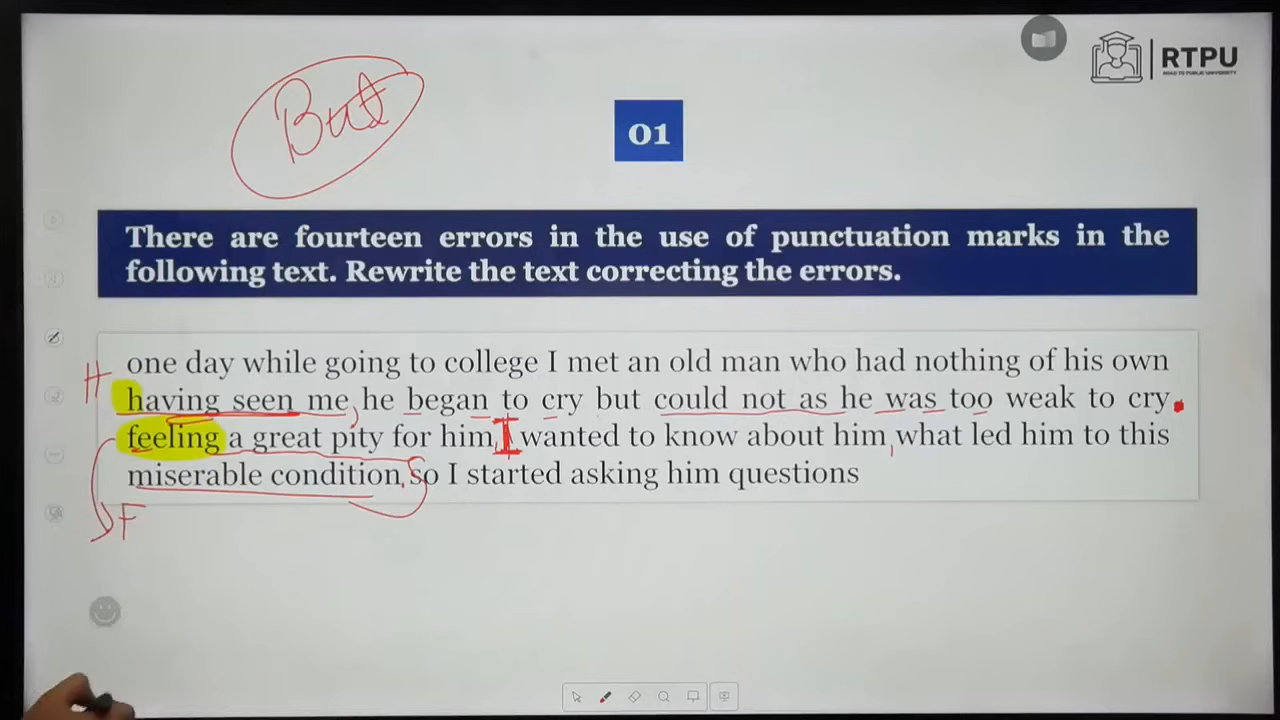 But
RTPU
ROAD TO PUBLIC UNIVERSITY
01
There are fourteen errors in the use of punctuation marks in the
following text. Rewrite the text correcting the errors.
H
one day while going to college I met an old man who had nothing of his own
having seen me, he began to cry but could not as he was too weak to cry.
feeling a great pity for him, I wanted to know about him, what led him to this
miserable condition, so I started asking him questions
F